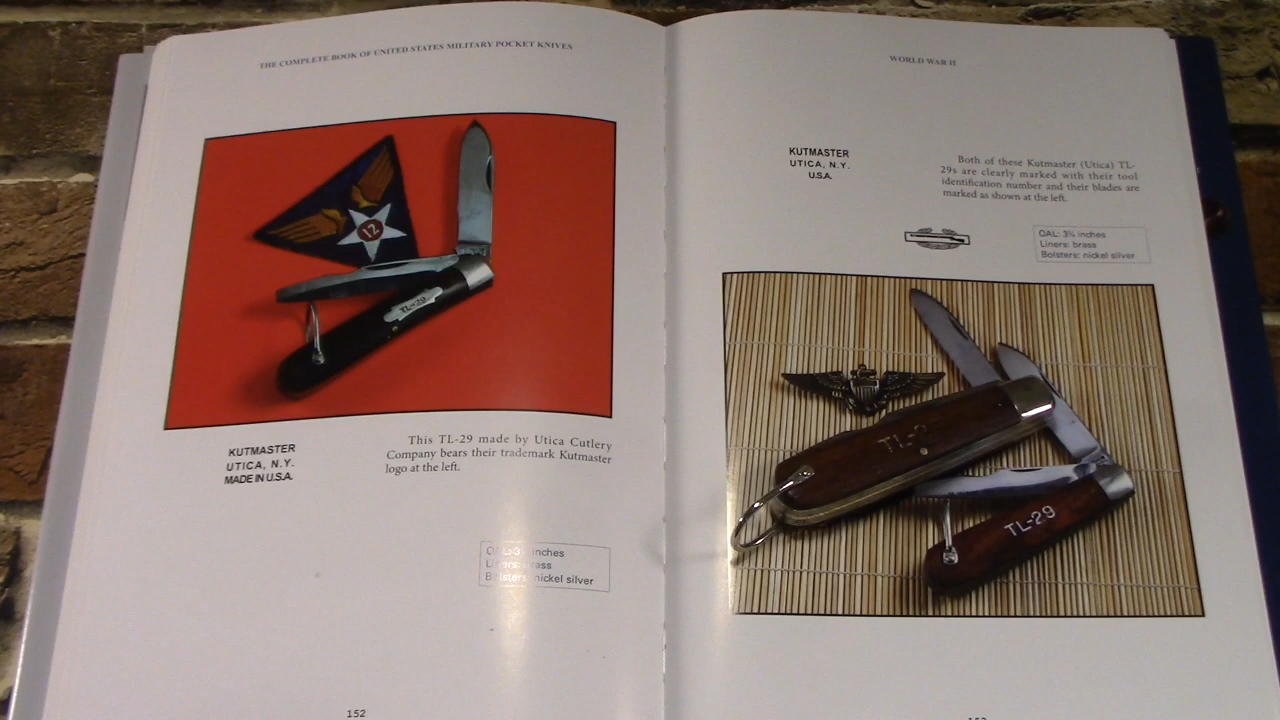 THE COMPLETE BOOK OF UNITED STATES MILITARY POCKET KNIVES
12
TL-29
KUTMASTER
UTICA, N.Y.
MADE IN U.S.A.
This TL-29 made by Utica Cutlery
Company bears their trademark Kutmaster
logo at the left.
inches
nickel silver
152
WORLD WAR II
KUTMASTER
UTICA, N.Y.
U.S.A.
Both of these Kutmaster (Utica) TL-
29s are clearly marked with their tool
identification number and their blades are
marked as shown at the left.
OAL: 3¾ inches
Liners: brass
Bolsters: nickel silver
TL-29